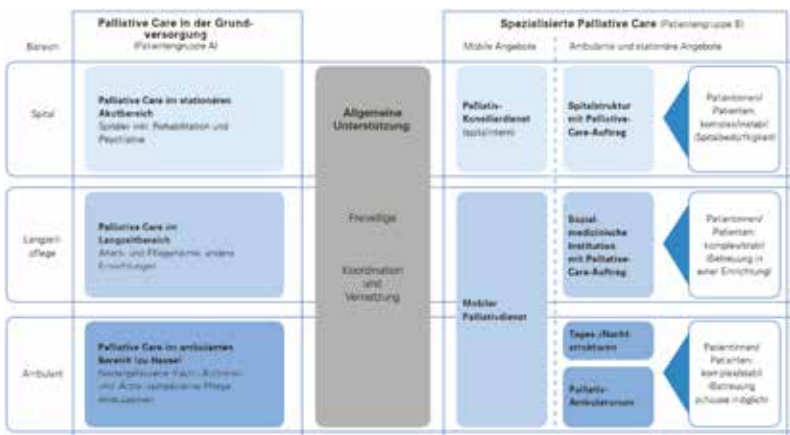 Palliative Care in der Grund-
versorgung
(Patientengruppe A)
Spezialisierte Palliative Care (Patientengruppe B)
Bereich
Mobile Angebote
Ambulante und stationäre Angebote
Spital
Palliative Care im stationären
Akutbereich
Spitäler inkl. Rehabilitation und
Psychiatrie
Allgemeine
Unterstützung:
Freiwillige
Koordination
und
Vernetzung
Palliativ-
Konsiliardienst
(spitalintern)
Spitalstruktur
mit Palliative-
Care-Auftrag
Patientinnen/
Patienten:
komplex/instabil
(Spitalbedürftigkeit)
Langzeit-
pflege
Palliative Care im
Langzeitbereich
Alters- und Pflegeheime, andere
Einrichtungen
Mobiler
Palliativdienst
Sozial-
medizinische
Institution
mit Palliative-
Care-Auftrag
Patientinnen/
Patienten:
komplex/stabil
(Betreuung in
einer Einrichtung)
Ambulant
Palliative Care im ambulanten
Bereich (zu Hause)
und Ärzte, spitalexterne Pflege
Ambulatorien
Tages-/Nacht-
strukturen
Palliativ-
Ambulatorium
Patientinnen/
Patienten:
komplex/stabil
(Betreuung
zuhause möglich)